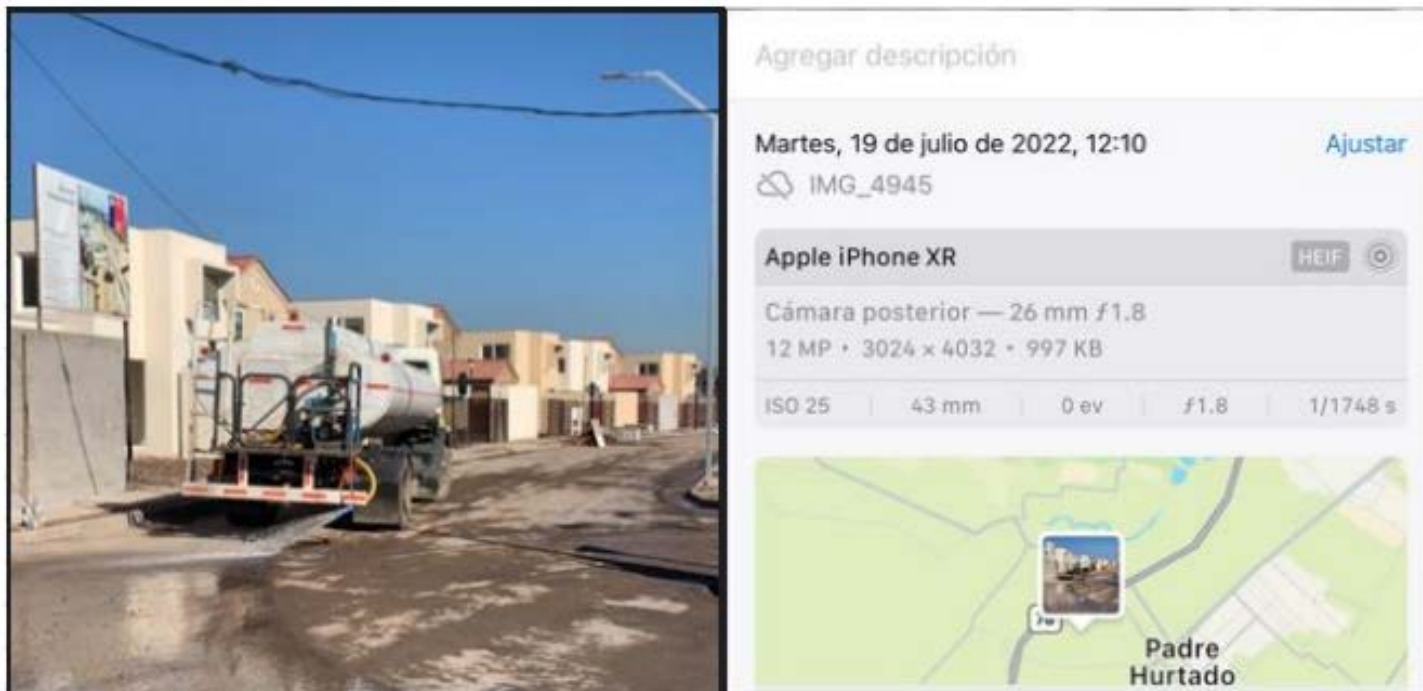 Agregar descripción
Martes, 19 de julio de 2022, 12:10
Ajustar
IMG_4945
Apple iPhone XR
HEIF
Cámara posterior — 26 mm ƒ1.8
12 MP • 3024 × 4032 • 997 KB
ISO 25
43 mm
0 ev
ƒ1.8
1/1748 s
Padre
Hurtado